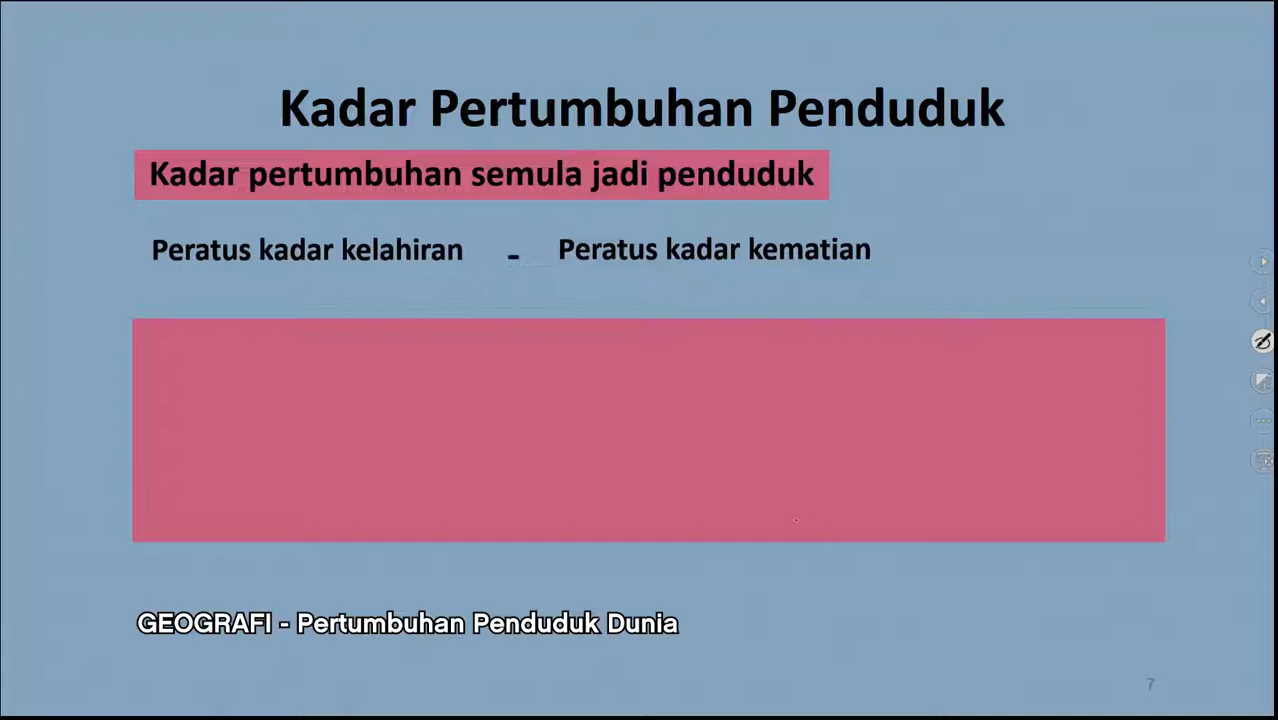 Kadar Pertumbuhan Penduduk
Kadar pertumbuhan semula jadi penduduk
Peratus kadar kelahiran - Peratus kadar kematian
GEOGRAFI - Pertumbuhan Penduduk Dunia
7